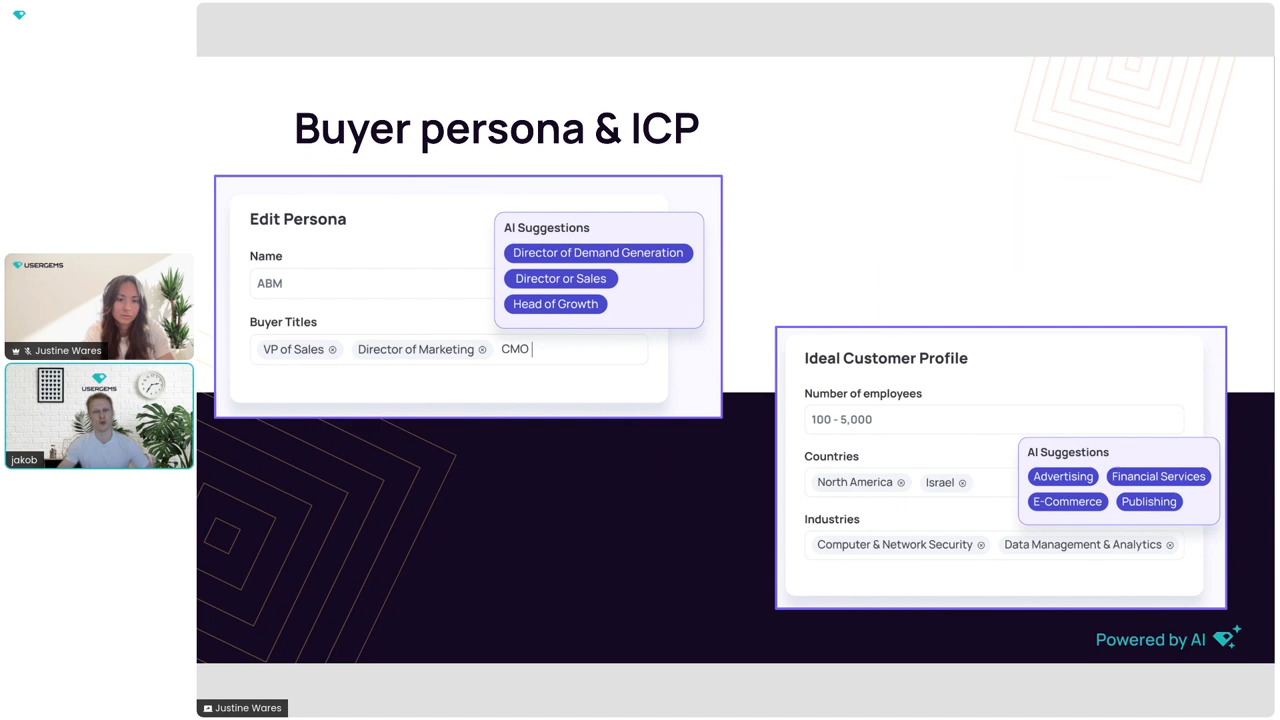 Buyer persona & ICP
Edit Persona
Name
ABM
Buyer Titles
VP of Sales
Director of Marketing
CMO
AI Suggestions
Director of Demand Generation
Director or Sales
Head of Growth
USERGEMS
Justine Wares
USERGEMS
jakob
Ideal Customer Profile
Number of employees
100 - 5,000
Countries
North America
Israel
AI Suggestions
Advertising
Financial Services
E-Commerce
Publishing
Industries
Computer & Network Security
Data Management & Analytics
Powered by AI
Justine Wares